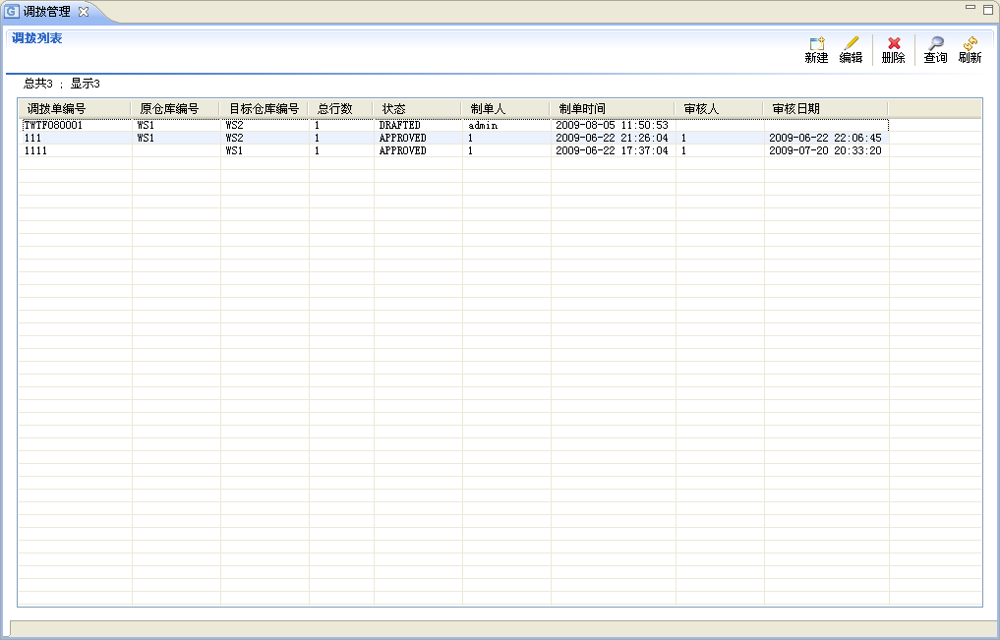 调拨管理
调拨列表
新建 编辑 删除 查询 刷新
总共3 ; 显示3
调拨单编号 原仓库编号 目标仓库编号 总行数 状态 制单人 制单时间 审核人 审核日期
TWTF080001 WS1 WS2 1 DRAFTED admin 2009-08-05 11:50:53
111 WS1 WS2 1 APPROVED 1 2009-06-22 21:26:04 1 2009-06-22 22:06:45
1111 WS1 1 APPROVED 1 2009-06-22 17:37:04 1 2009-07-20 20:33:20